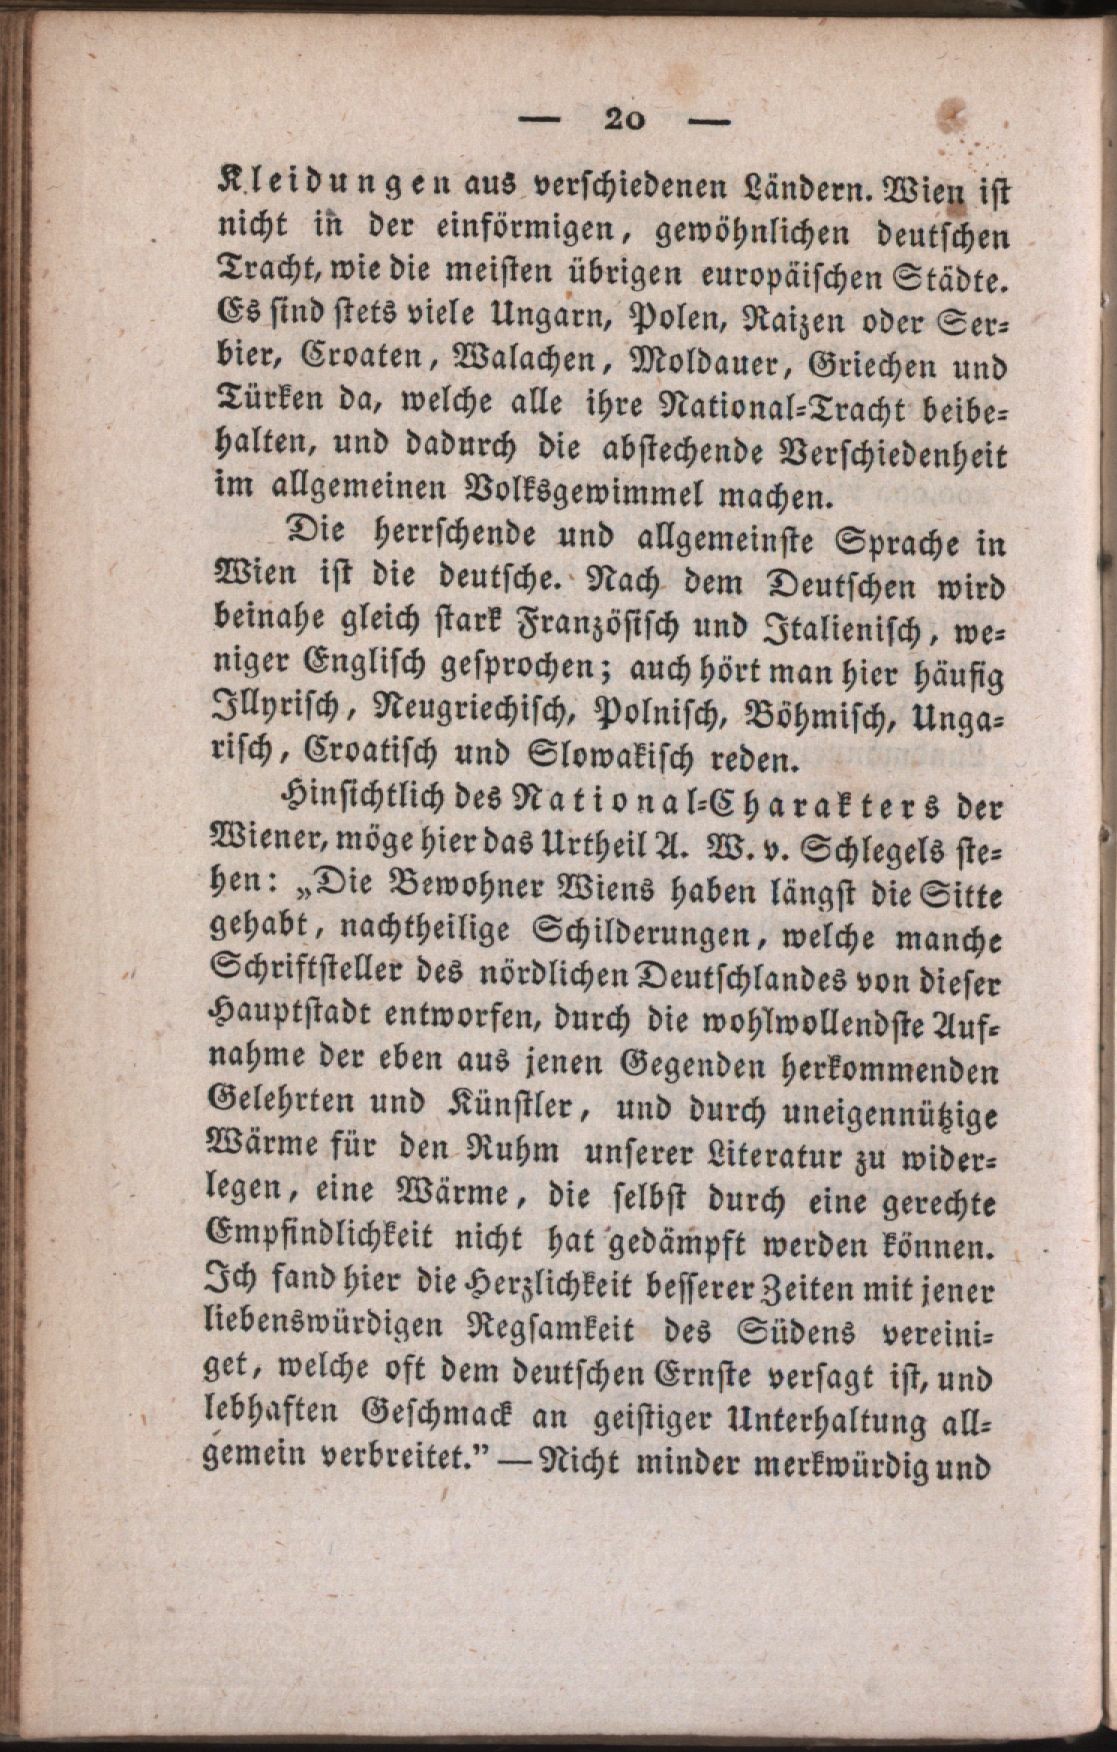 — 20 —
Kleidungen aus verschiedenen Ländern. Wien ist
nicht in der einförmigen, gewöhnlichen deutschen
Tracht, wie die meisten übrigen europäischen Städte.
Es sind stets viele Ungarn, Polen, Raizen oder Ser-
bier, Croaten, Walachen, Moldauer, Griechen und
Türken da, welche alle ihre National-Tracht beibe-
halten, und dadurch die abstechende Verschiedenheit
im allgemeinen Volksgewimmel machen.
Die herrschende und allgemeinste Sprache in
Wien ist die deutsche. Nach dem Deutschen wird
beinahe gleich stark Französisch und Italienisch, we-
niger Englisch gesprochen; auch hört man hier häufig
Illyrisch, Neugriechisch, Polnisch, Böhmisch, Unga-
risch, Croatisch und Slowakisch reden.
Hinsichtlich des National-Charakters der
Wiener, möge hier das Urtheil A. W. v. Schlegels ste-
hen: „Die Bewohner Wiens haben längst die Sitte
gehabt, nachtheilige Schilderungen, welche manche
Schriftsteller des nördlichen Deutschlandes von dieser
Hauptstadt entworfen, durch die wohlwollendste Auf-
nahme der eben aus jenen Gegenden herkommenden
Gelehrten und Künstler, und durch uneigennützige
Wärme für den Ruhm unserer Literatur zu wider-
legen, eine Wärme, die selbst durch eine gerechte
Empfindlichkeit nicht hat gedämpft werden können.
Ich fand hier die Herzlichkeit besserer Zeiten mit jener
liebenswürdigen Regsamkeit des Südens vereini-
get, welche oft dem deutschen Ernste versagt ist, und
lebhaften Geschmack an geistiger Unterhaltung all-
gemein verbreitet.” — Nicht minder merkwürdig und